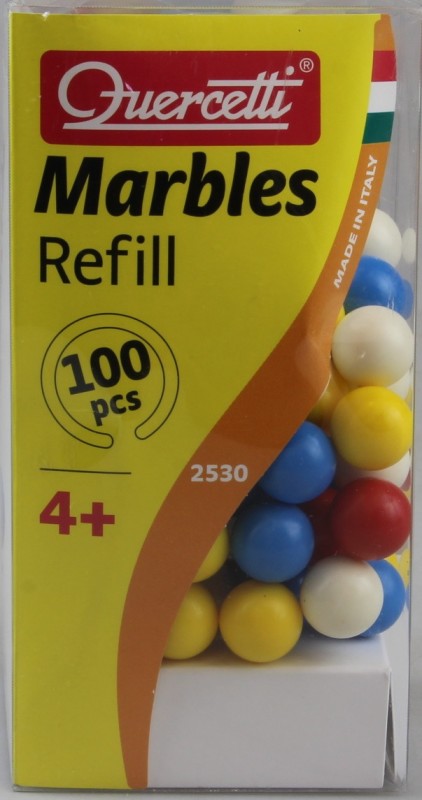 Quercetti®
Marbles
Refill
MADE IN ITALY
100
pcs
2530
4+